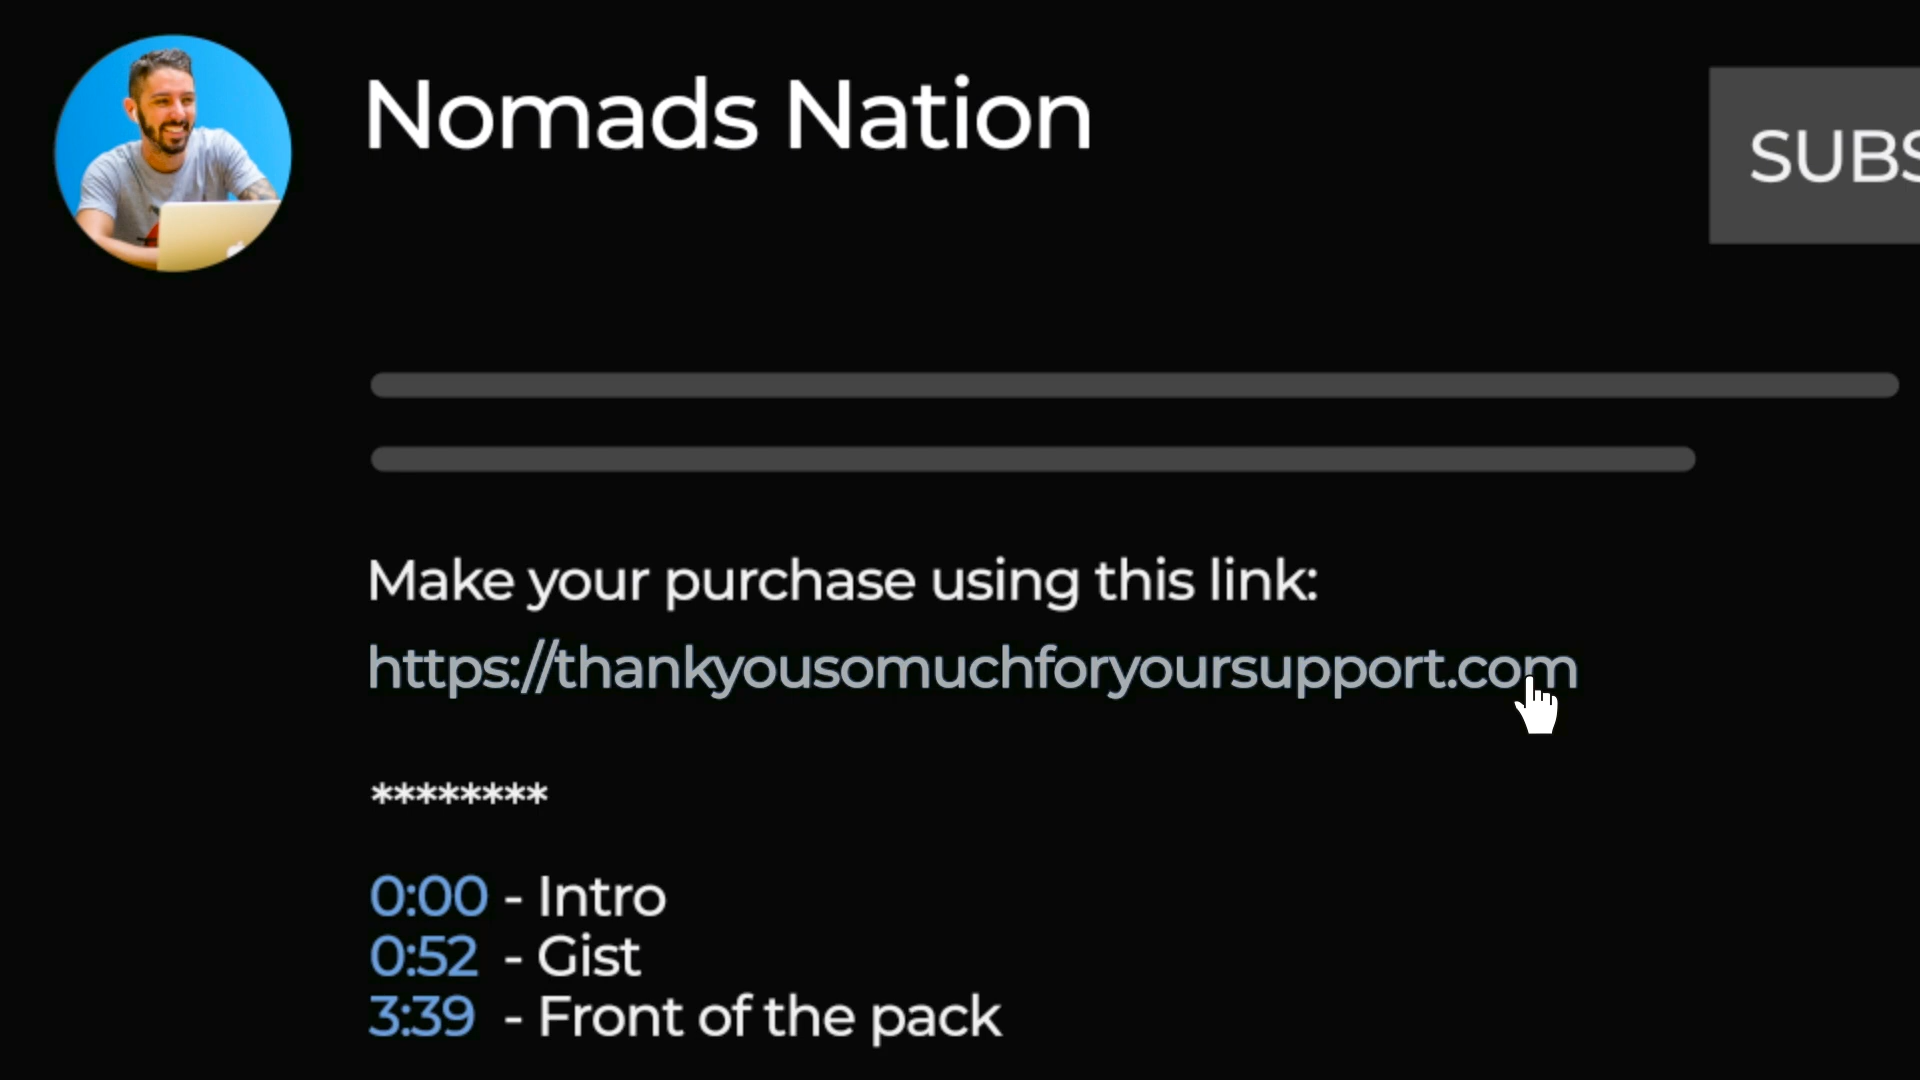 Nomads Nation
SUBS
Make your purchase using this link:
https://thankyousomuchforyoursupport.com
********
0:00 - Intro
0:52 - Gist
3:39 - Front of the pack